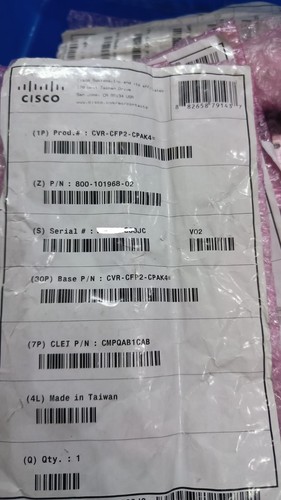 CISCO
(1P) Prod.# : CVR-CFP2-CPAK4=
(Z) P/N : 800-101968-02
(S) Serial # :
V02
(30P) Base P/N : CVR-CFP2-CPAK4=
(7P) CLEI P/N : CMPQAB1CAB
(4L) Made in Taiwan
(Q) Qty. : 1